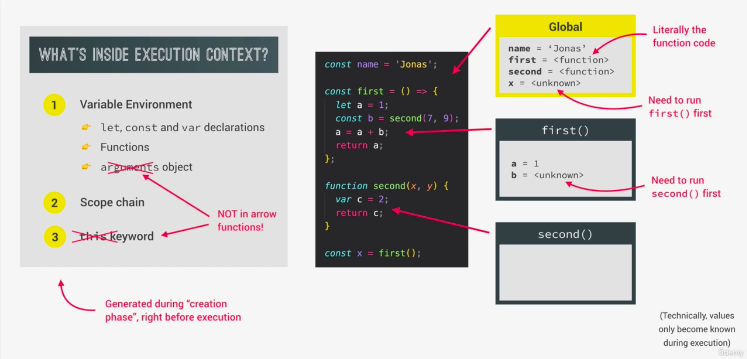 WHAT'S INSIDE EXECUTION CONTEXT?
1 Variable Environment
let, const and var declarations
Functions
arguments object
2 Scope chain
3 this keyword
NOT in arrow
functions!
Generated during “creation
phase”, right before execution
const name = 'Jonas';
const first = () => {
let a = 1;
const b = second(7, 9);
a = a + b;
return a;
};
function second(x, y) {
var c = 2;
return c;
}
const x = first();
Global
name = ‘Jonas’
first = <function>
second = <function>
x = <unknown>
Literally the
function code
Need to run
first() first
first()
a = 1
b = <unknown>
Need to run
second() first
second()
(Technically, values
only become known
during execution)
Udemy